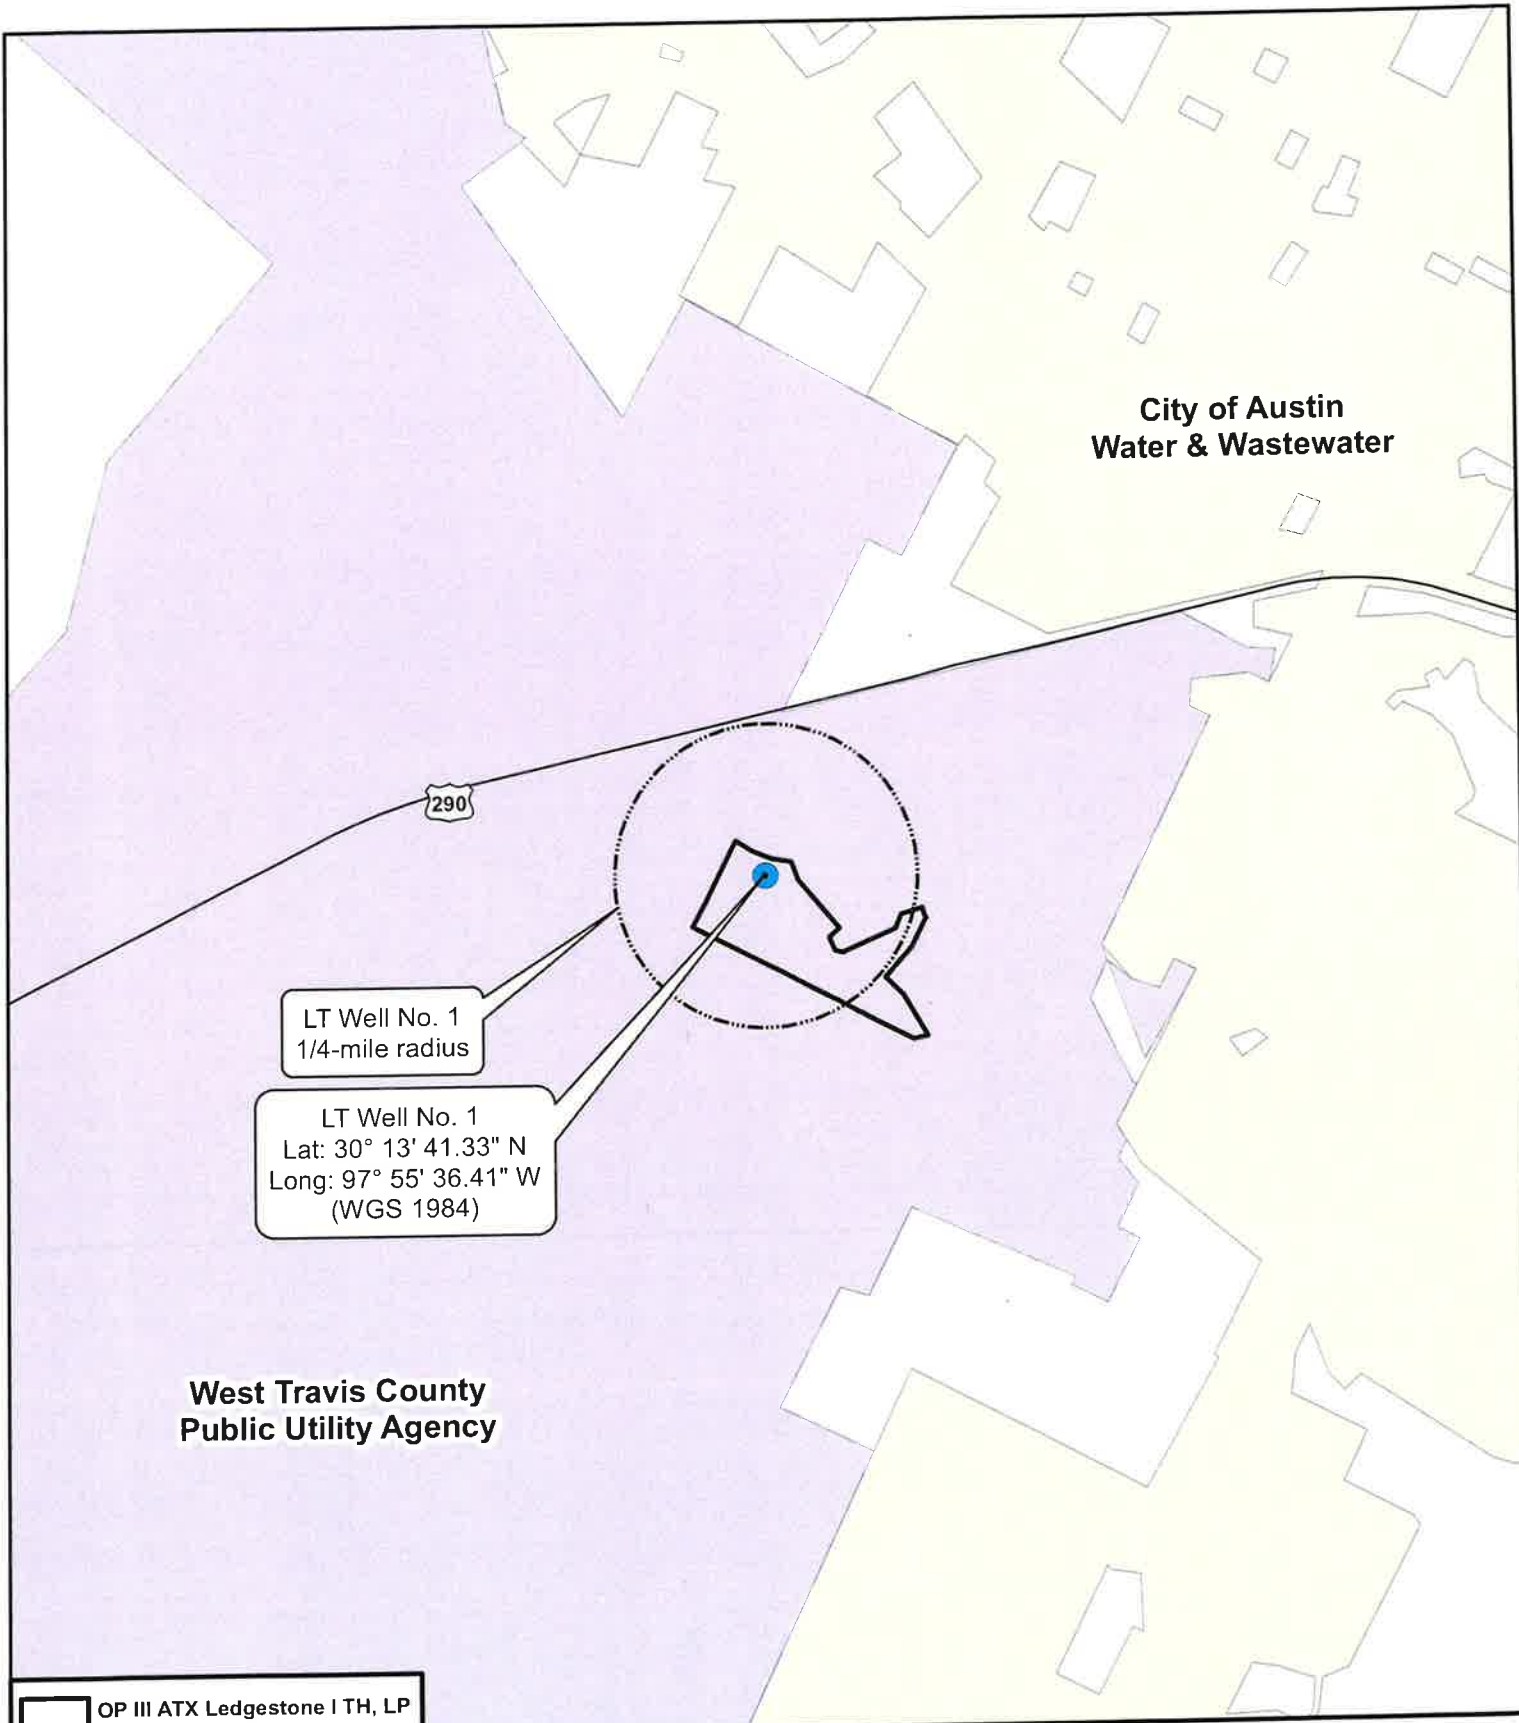 City of Austin
Water & Wastewater
290
LT Well No. 1
1/4-mile radius
LT Well No. 1
Lat: 30° 13' 41.33" N
Long: 97° 55' 36.41" W
(WGS 1984)
West Travis County
Public Utility Agency
OP III ATX Ledgestone I TH, LP